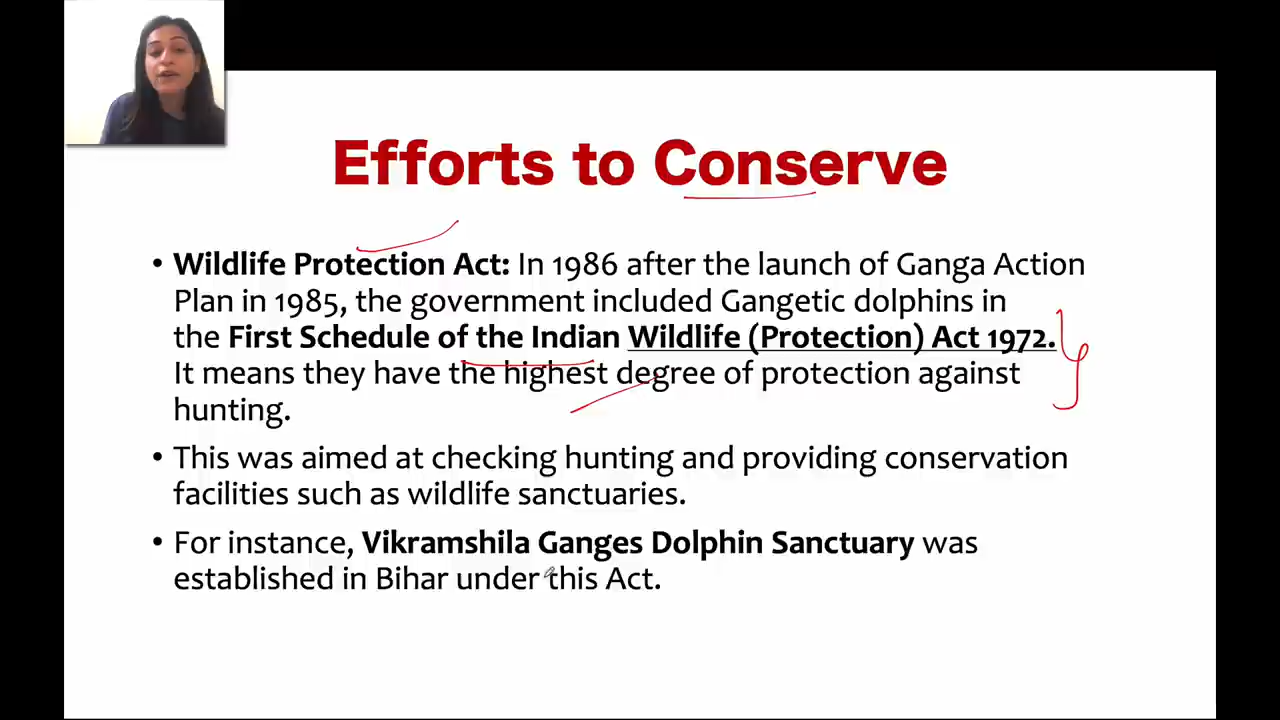 Efforts to Conserve
• Wildlife Protection Act: In 1986 after the launch of Ganga Action
Plan in 1985, the government included Gangetic dolphins in
the First Schedule of the Indian Wildlife (Protection) Act 1972.
It means they have the highest degree of protection against
hunting.
• This was aimed at checking hunting and providing conservation
facilities such as wildlife sanctuaries.
• For instance, Vikramshila Ganges Dolphin Sanctuary was
established in Bihar under this Act.